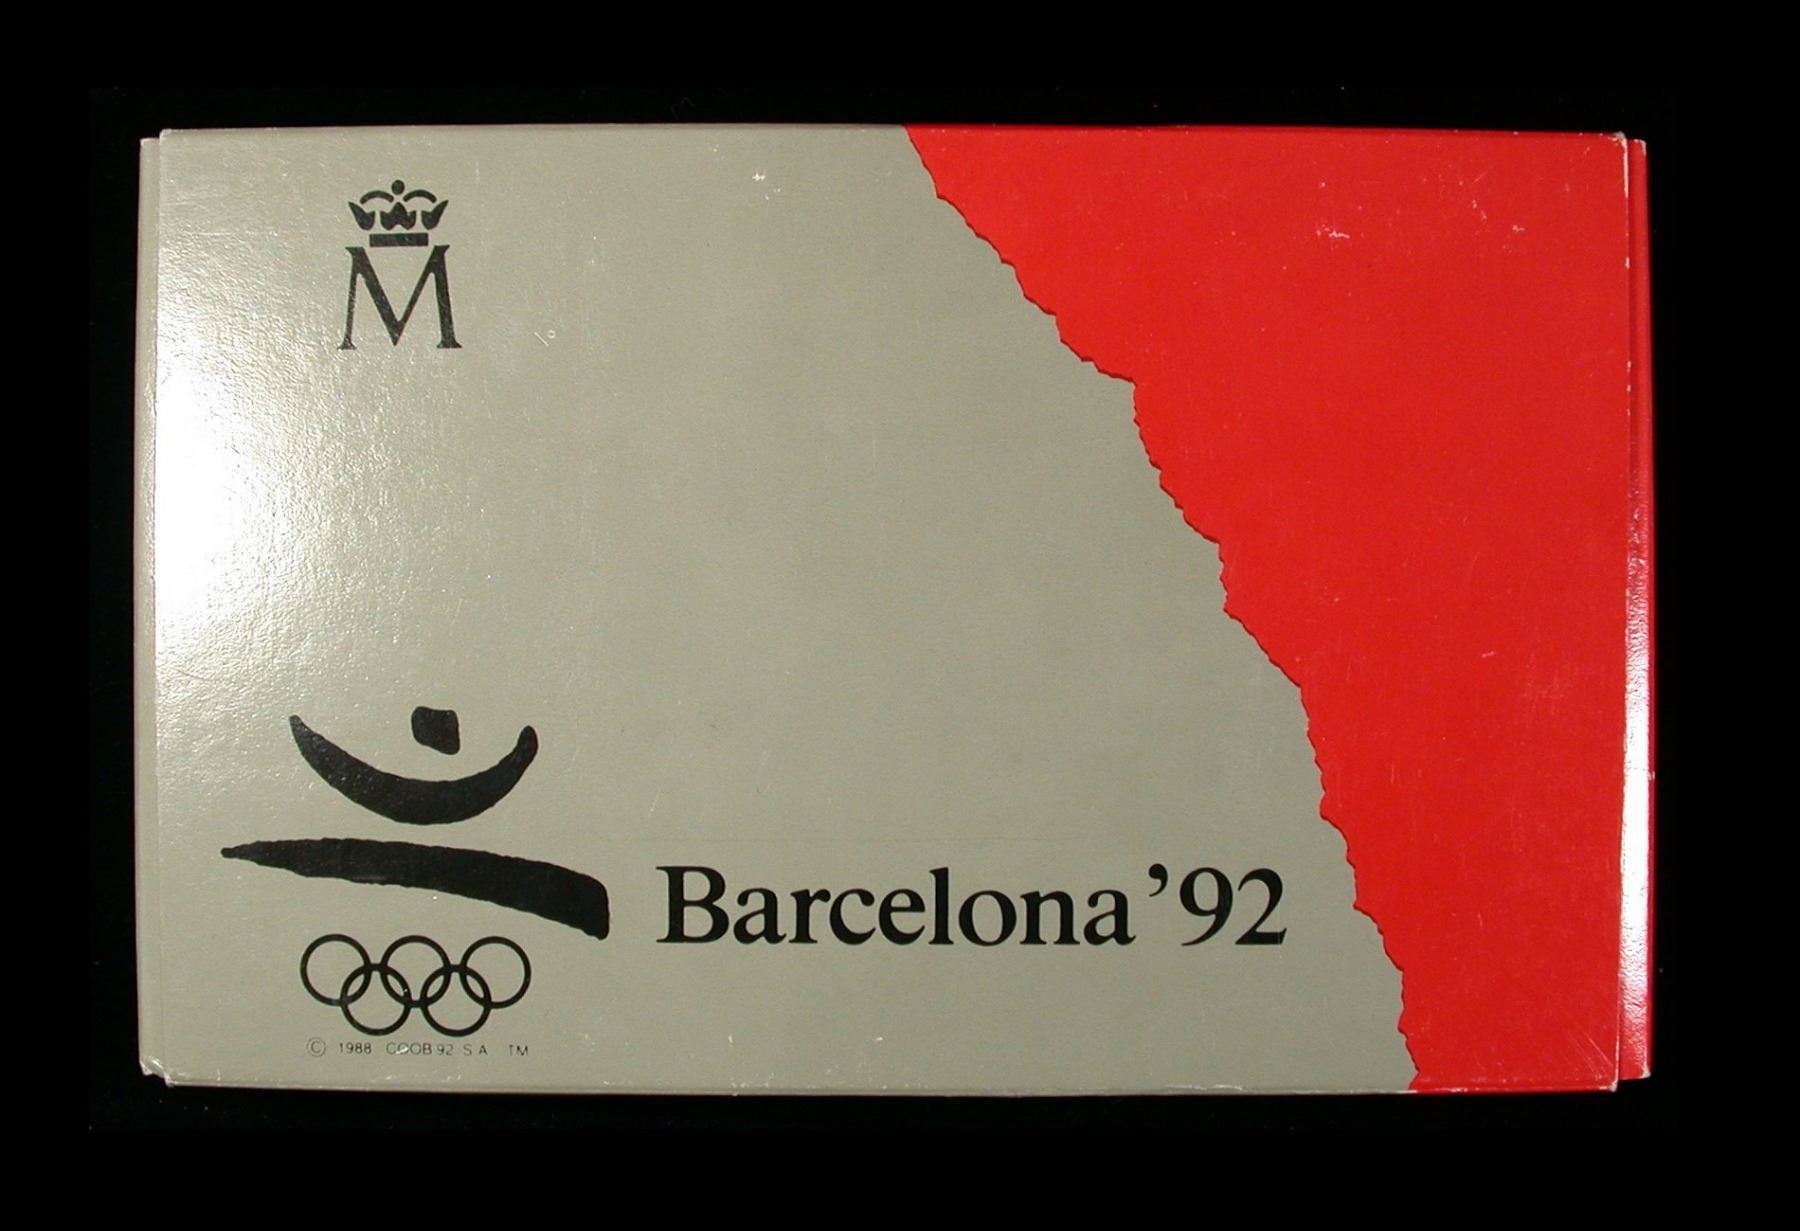 M
Barcelona '92
© 1988 COOB 92 S A TM